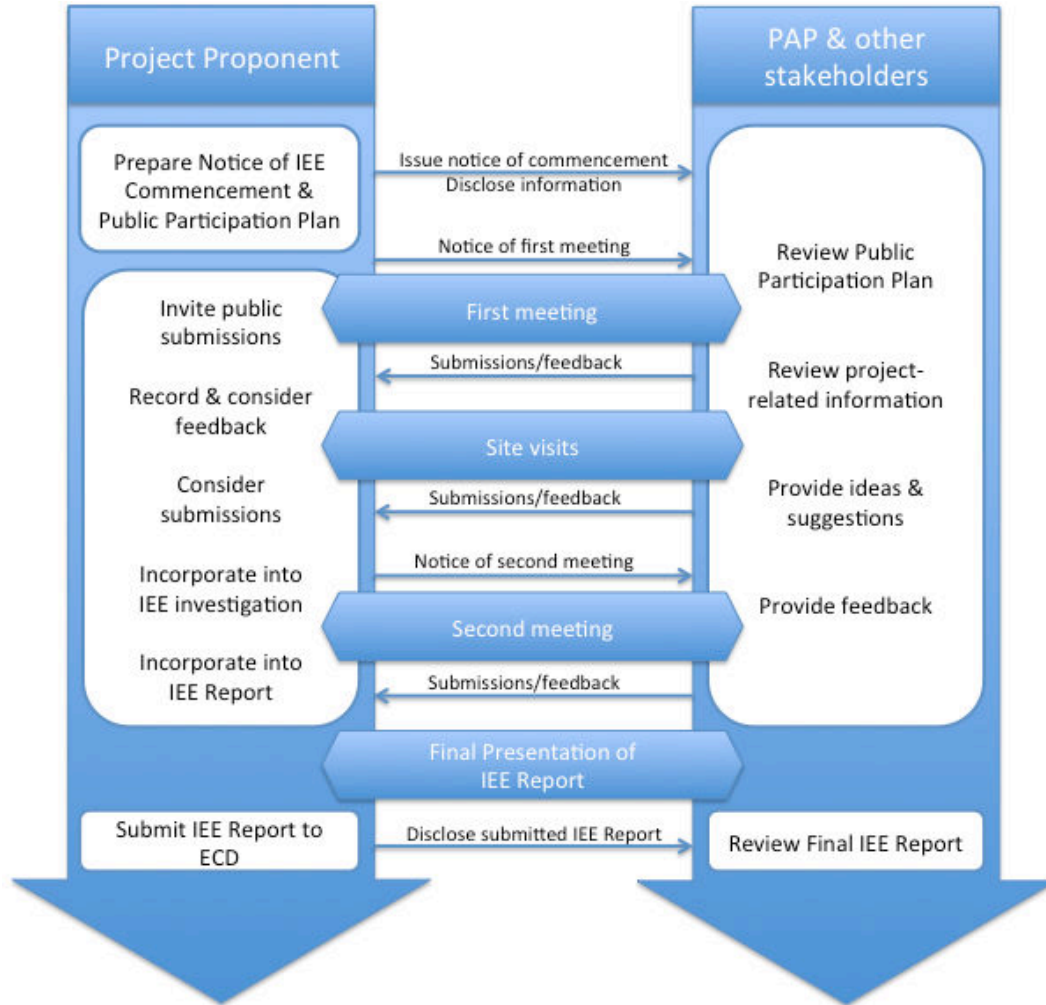 Project Proponent
PAP & other
stakeholders
Prepare Notice of IEE
Commencement &
Public Participation Plan
Issue notice of commencement
Disclose information
Notice of first meeting
Review Public
Participation Plan
Invite public
submissions
First meeting
Submissions/feedback
Review project-
related information
Record & consider
feedback
Site visits
Consider
submissions
Submissions/feedback
Provide ideas &
suggestions
Notice of second meeting
Incorporate into
IEE investigation
Second meeting
Provide feedback
Incorporate into
IEE Report
Submissions/feedback
Final Presentation of
IEE Report
Submit IEE Report to
ECD
Disclose submitted IEE Report
Review Final IEE Report